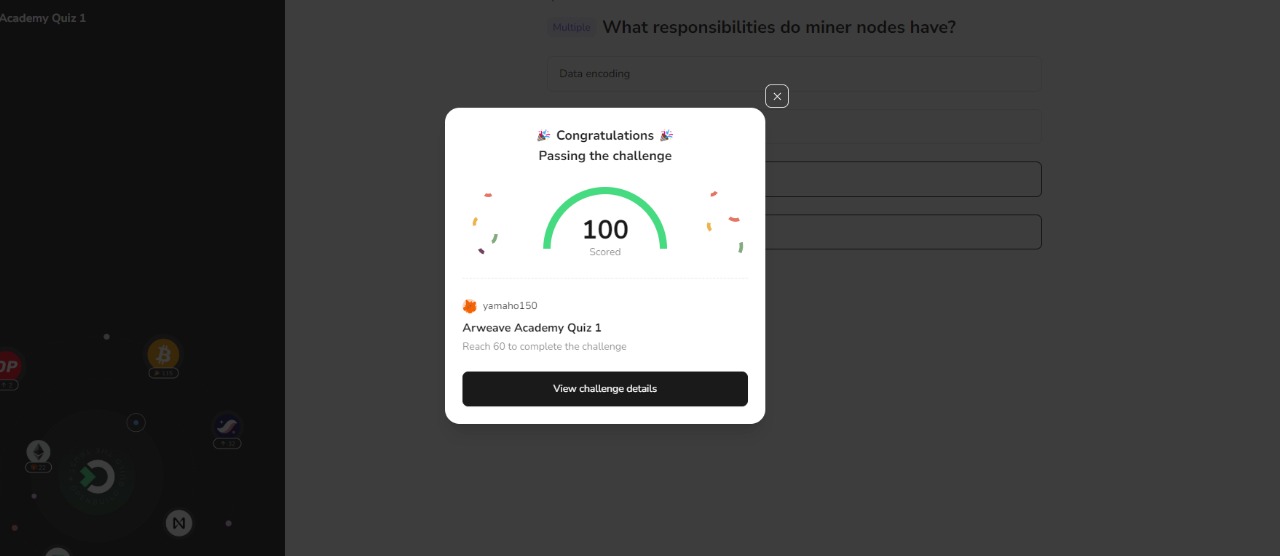 Academy Quiz 1
Multiple What responsibilities do miner nodes have?
Data encoding
Congratulations
Passing the challenge
100
Scored
yamaho150
Arweave Academy Quiz 1
Reach 60 to complete the challenge
View challenge details